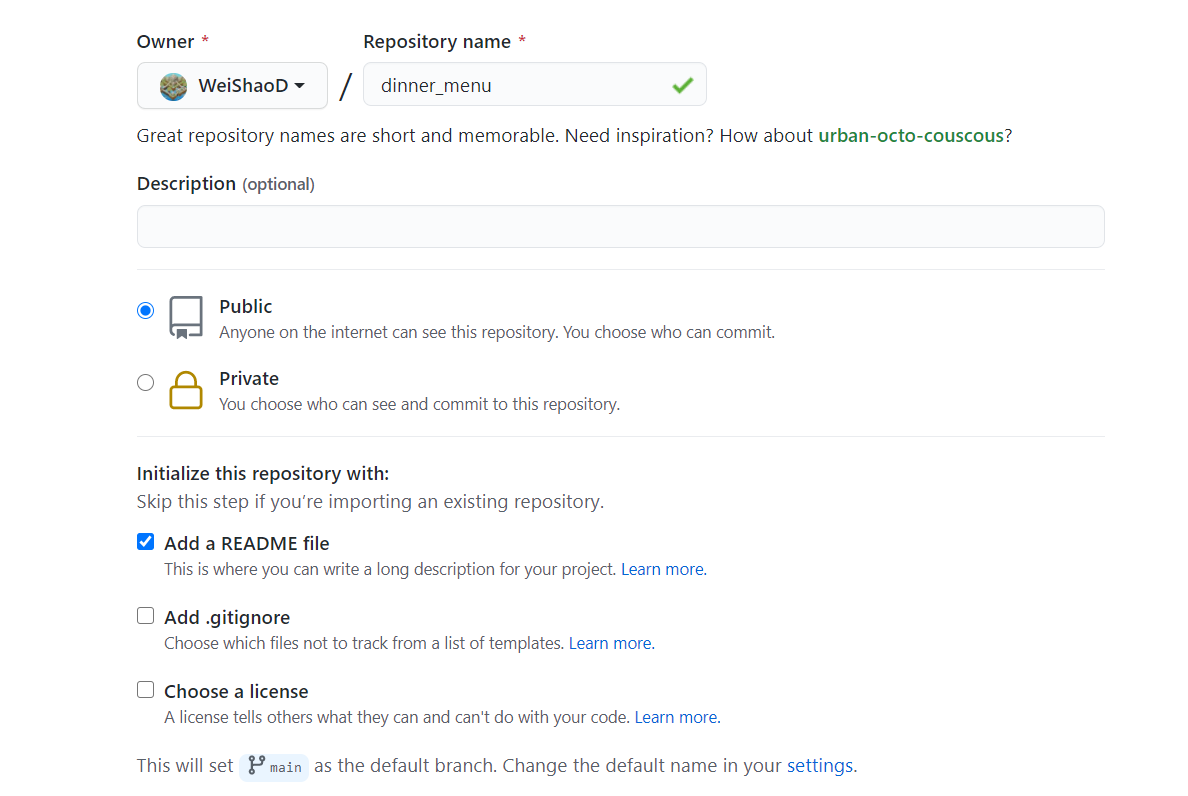 Owner * Repository name *
WeiShaoD / dinner_menu
Great repository names are short and memorable. Need inspiration? How about urban-octo-couscous?
Description (optional)
Public
Anyone on the internet can see this repository. You choose who can commit.
Private
You choose who can see and commit to this repository.
Initialize this repository with:
Skip this step if you’re importing an existing repository.
Add a README file
This is where you can write a long description for your project. Learn more.
Add .gitignore
Choose which files not to track from a list of templates. Learn more.
Choose a license
A license tells others what they can and can't do with your code. Learn more.
This will set main as the default branch. Change the default name in your settings.